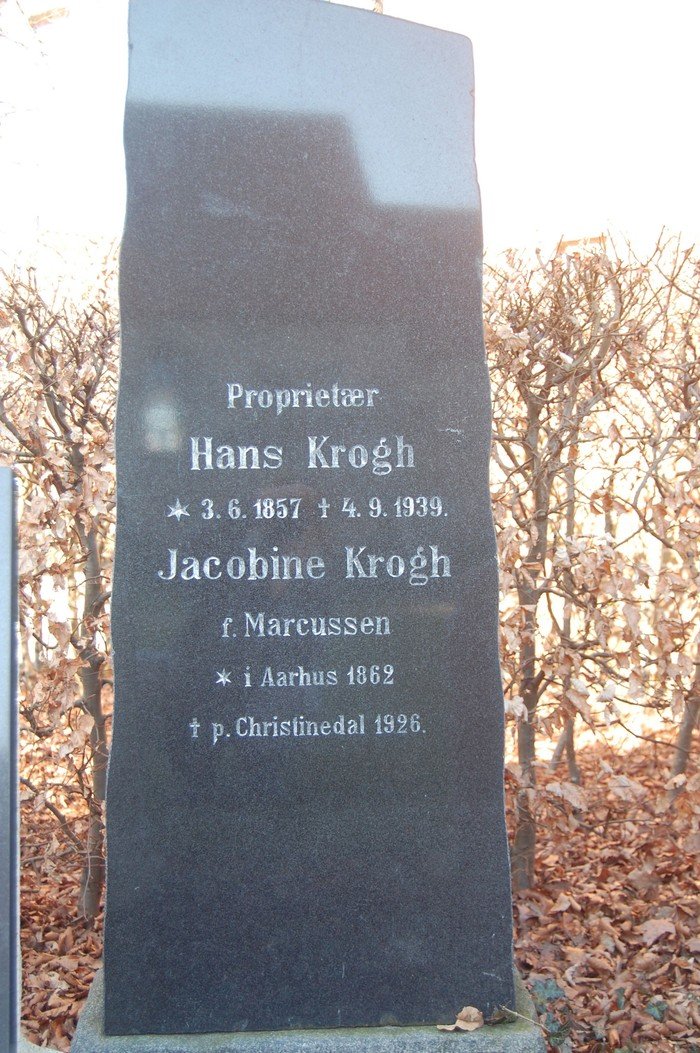 Proprietær
Hans Krogh
* 3. 6. 1857 † 4. 9. 1939.
Jacobine Krogh
f. Marcussen
* i Aarhus 1862
† p. Christinedal 1926.